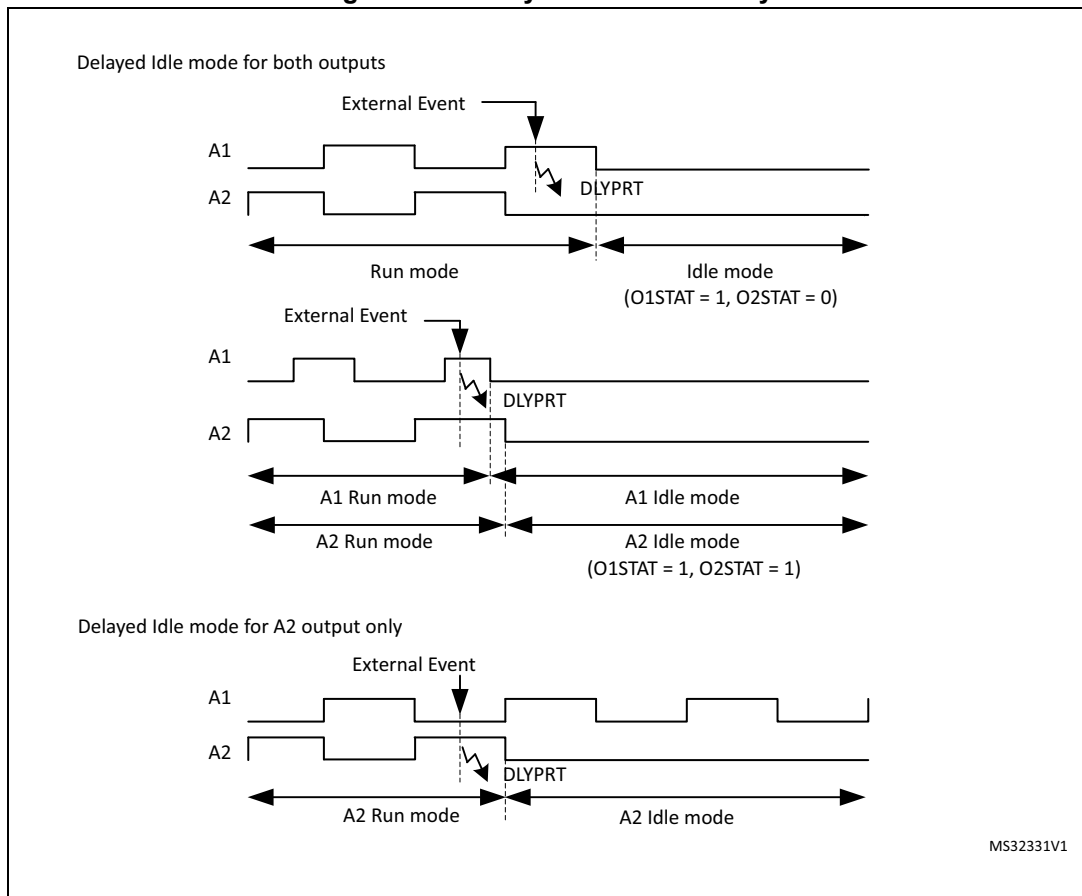 Delayed Idle mode for both outputs
External Event
A1
DLYPRT
A2
Run mode
Idle mode
(O1STAT = 1, O2STAT = 0)
External Event
A1
DLYPRT
A2
A1 Run mode
A1 Idle mode
A2 Run mode
A2 Idle mode
(O1STAT = 1, O2STAT = 1)
Delayed Idle mode for A2 output only
External Event
A1
A2
DLYPRT
A2 Run mode
A2 Idle mode
MS32331V1